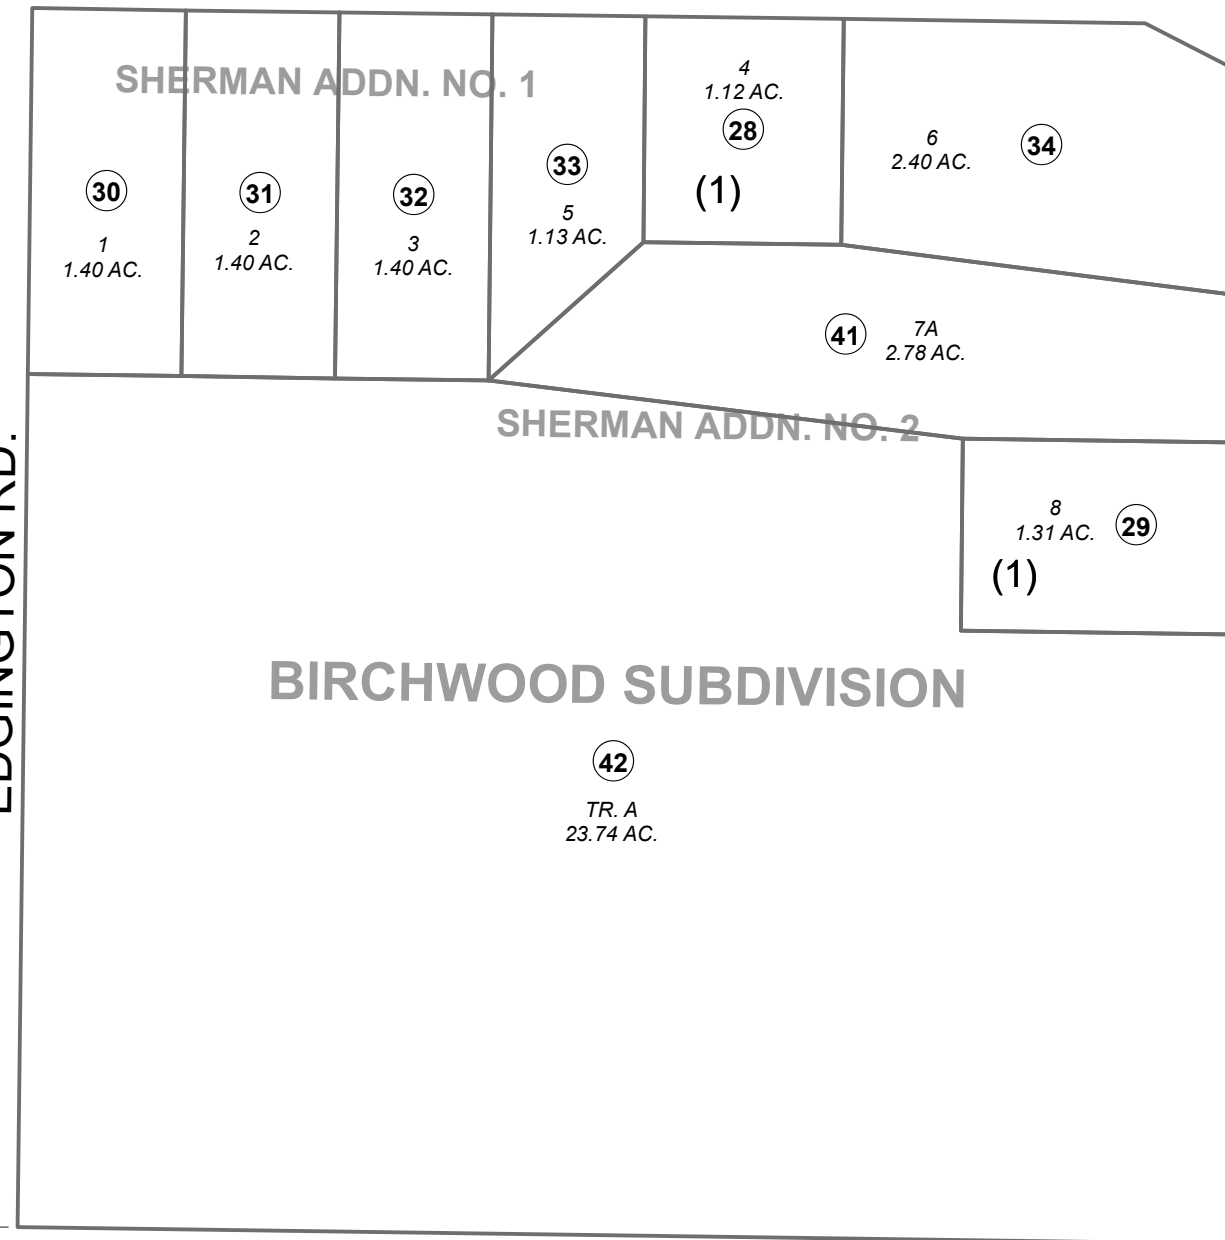 SHERMAN ADDN. NO. 1
30
1
1.40 AC.
31
2
1.40 AC.
32
3
1.40 AC.
33
5
1.13 AC.
4
1.12 AC.
28
(1)
6
2.40 AC.
34
41
7A
2.78 AC.
SHERMAN ADDN. NO. 2
8
1.31 AC.
29
(1)
EDGINGTON RD.
BIRCHWOOD SUBDIVISION
42
TR. A
23.74 AC.